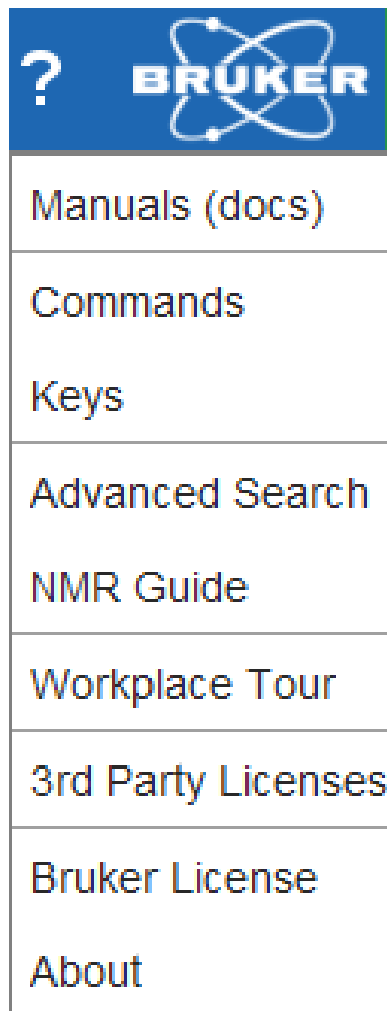 ? BRUKER
Manuals (docs)
Commands
Keys
Advanced Search
NMR Guide
Workplace Tour
3rd Party Licenses
Bruker License
About